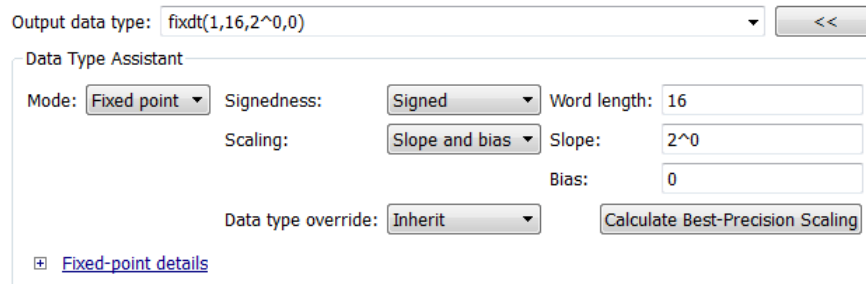 Output data type: fixdt(1,16,2^0,0) <<
Data Type Assistant
Mode: Fixed point Signedness: Signed Word length: 16
Scaling: Slope and bias Slope: 2^0
Bias: 0
Data type override: Inherit Calculate Best-Precision Scaling
Fixed-point details